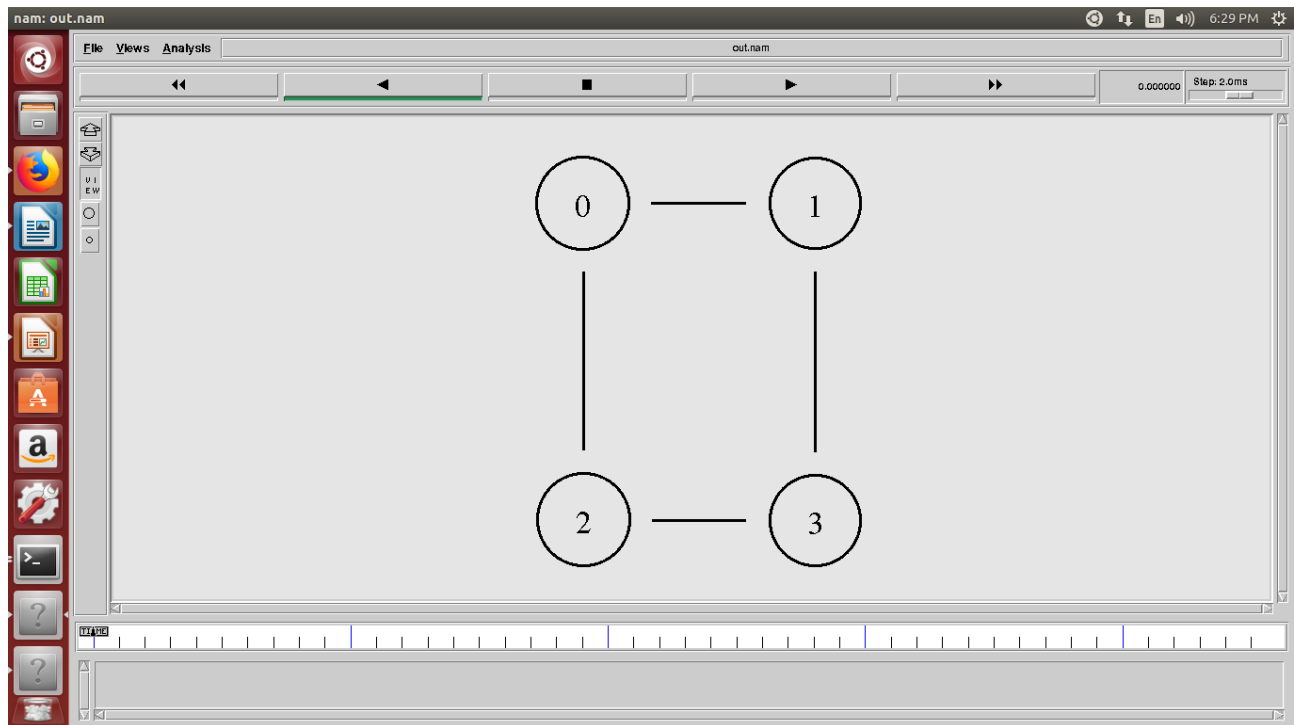 nam: out.nam
En
6:29 PM
File Views Analysis
out.nam
0.000000
Step: 2.0ms
V I
E W
0
1
2
3
TIME
a
>_
?
?